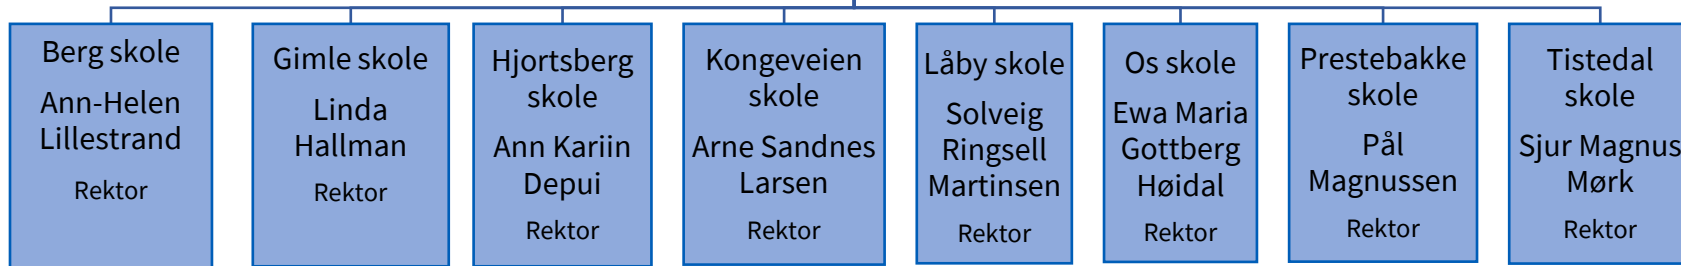 Berg skole
Ann-Helen
Lillestrand
Rektor
Gimle skole
Linda
Hallman
Rektor
Hjortsberg
skole
Ann Kariin
Depui
Rektor
Kongeveien
skole
Arne Sandnes
Larsen
Rektor
Låby skole
Solveig
Ringsell
Martinsen
Rektor
Os skole
Ewa Maria
Gottberg
Høidal
Rektor
Prestebakke
skole
Pål
Magnussen
Rektor
Tistedal
skole
Sjur Magnus
Mørk
Rektor